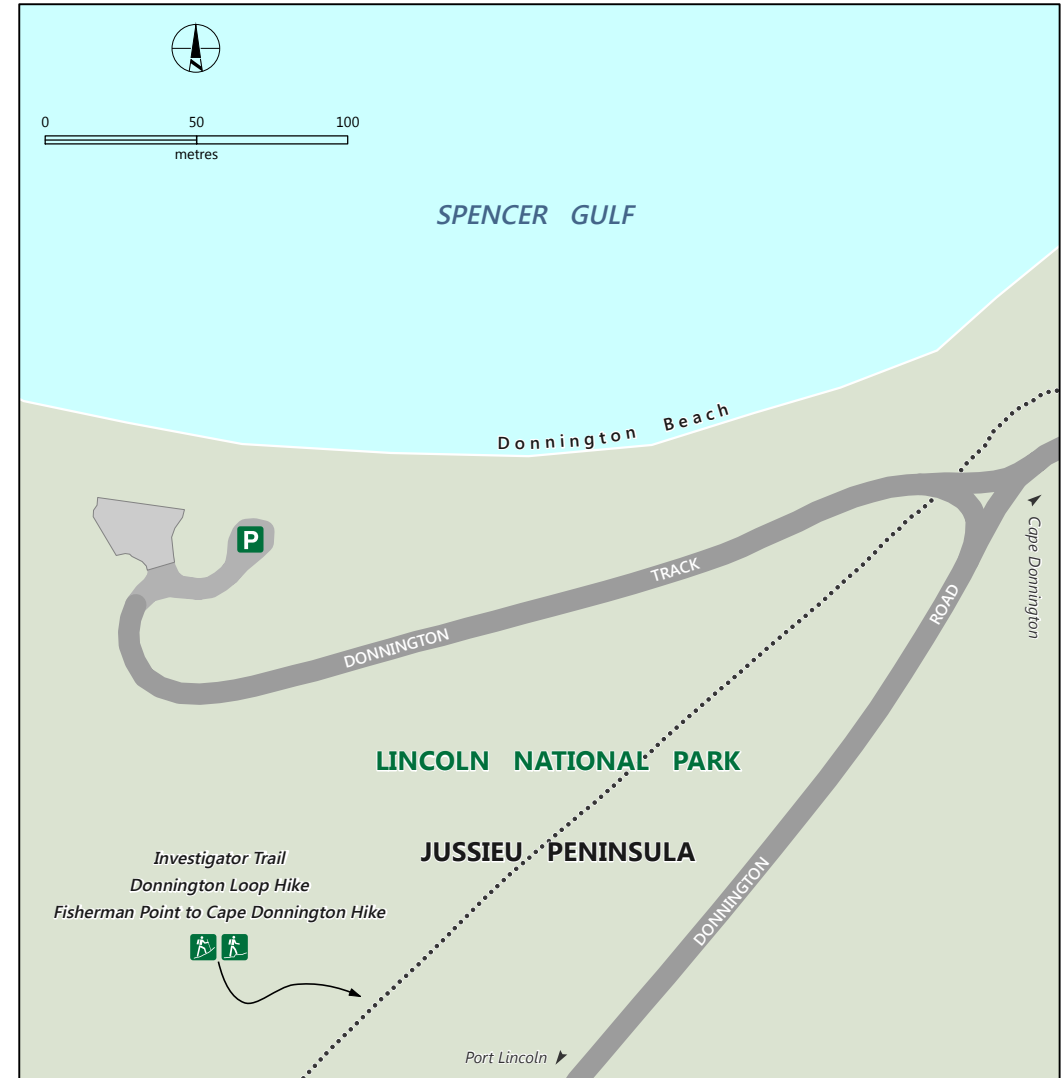 0 50 100
metres
SPENCER GULF
Donnington Beach
P
TRACK
DONNINGTON
ROAD
Cape Donnington
LINCOLN NATIONAL PARK
JUSSIEU PENINSULA
Investigator Trail
Donnington Loop Hike
Fisherman Point to Cape Donnington Hike
DONNINGTON
Port Lincoln